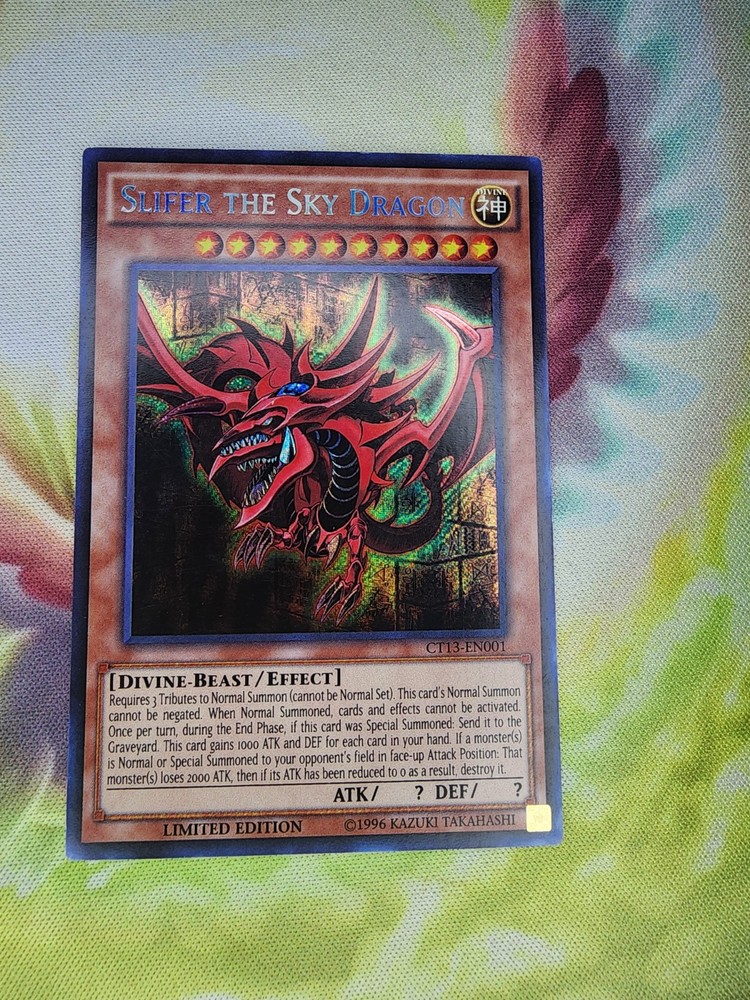 SLIFER THE SKY DRAGON
DIVINE
神
CT13-EN001
[DIVINE-BEAST/EFFECT]
Requires 3 Tributes to Normal Summon (cannot be Normal Set). This card's Normal Summon
cannot be negated. When Normal Summoned, cards and effects cannot be activated.
Once per turn, during the End Phase, if this card was Special Summoned: Send it to the
Graveyard. This card gains 1000 ATK and DEF for each card in your hand. If a monster(s)
is Normal or Special Summoned to your opponent's field in face-up Attack Position: That
monster(s) loses 2000 ATK, then if its ATK has been reduced to 0 as a result, destroy it.
ATK/ ? DEF/ ?
LIMITED EDITION ©1996 KAZUKI TAKAHASHI